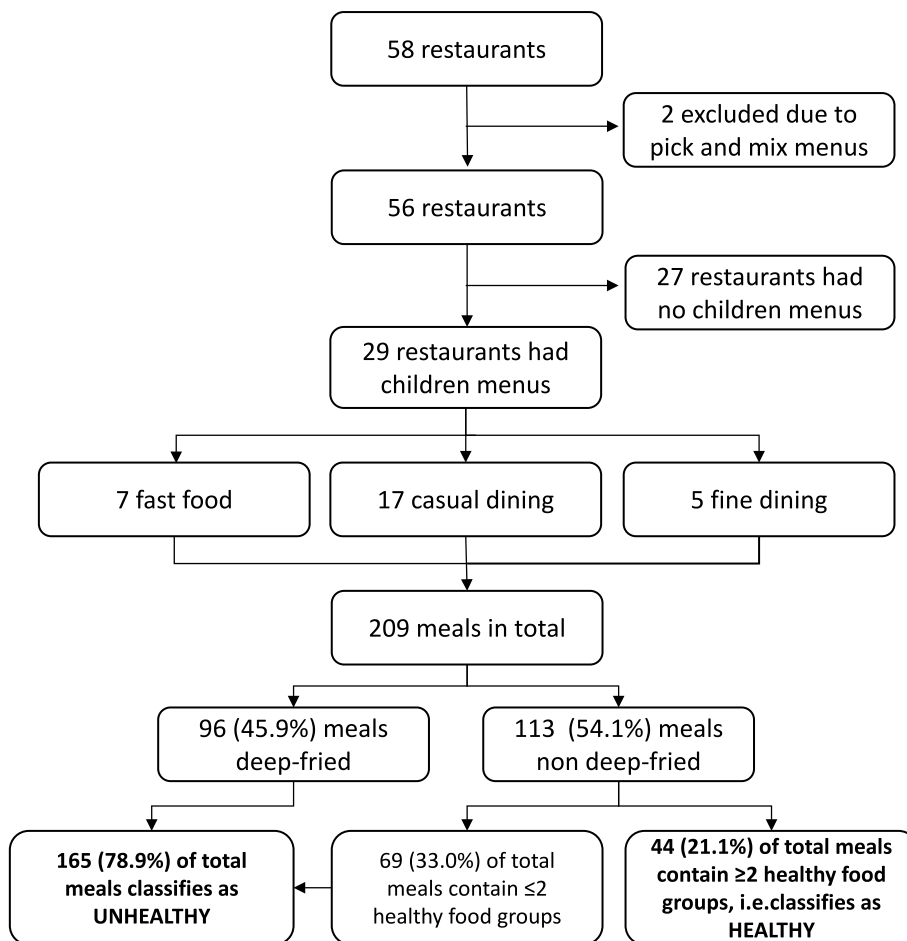 58 restaurants
2 excluded due to
pick and mix menus
56 restaurants
27 restaurants had
no children menus
29 restaurants had
children menus
7 fast food
17 casual dining
5 fine dining
209 meals in total
96 (45.9%) meals
deep-fried
113 (54.1%) meals
non deep-fried
165 (78.9%) of total
meals classifies as
UNHEALTHY
69 (33.0%) of total
meals contain ≤2
healthy food groups
44 (21.1%) of total meals
contain ≥2 healthy food
groups, i.e.classifies as
HEALTHY